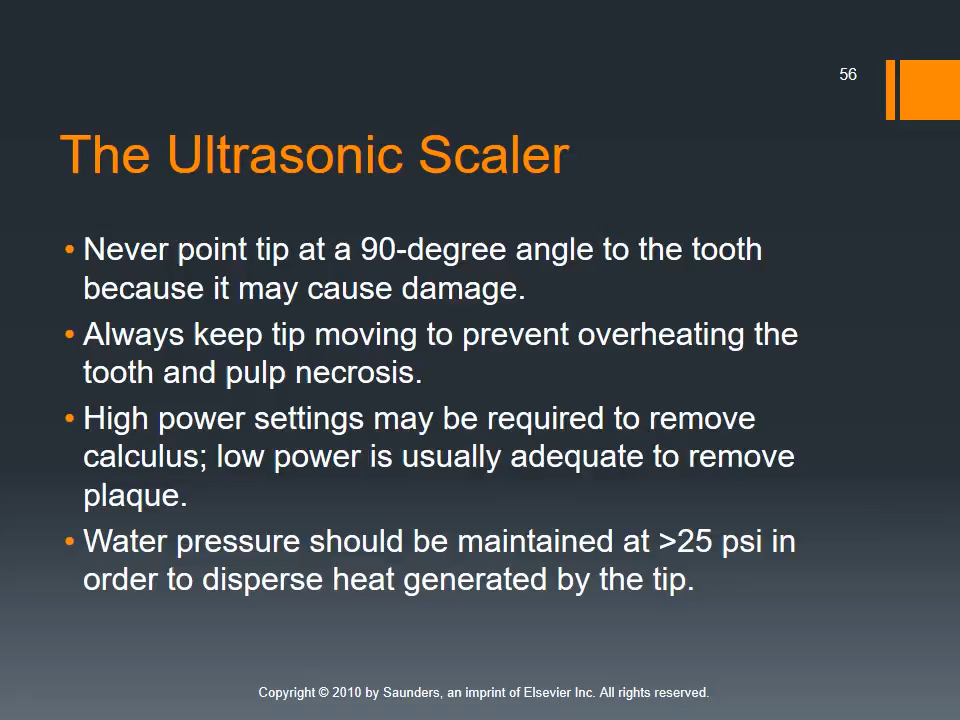 56
The Ultrasonic Scaler
• Never point tip at a 90-degree angle to the tooth
because it may cause damage.
• Always keep tip moving to prevent overheating the
tooth and pulp necrosis.
• High power settings may be required to remove
calculus; low power is usually adequate to remove
plaque.
• Water pressure should be maintained at >25 psi in
order to disperse heat generated by the tip.
Copyright © 2010 by Saunders, an imprint of Elsevier Inc. All rights reserved.